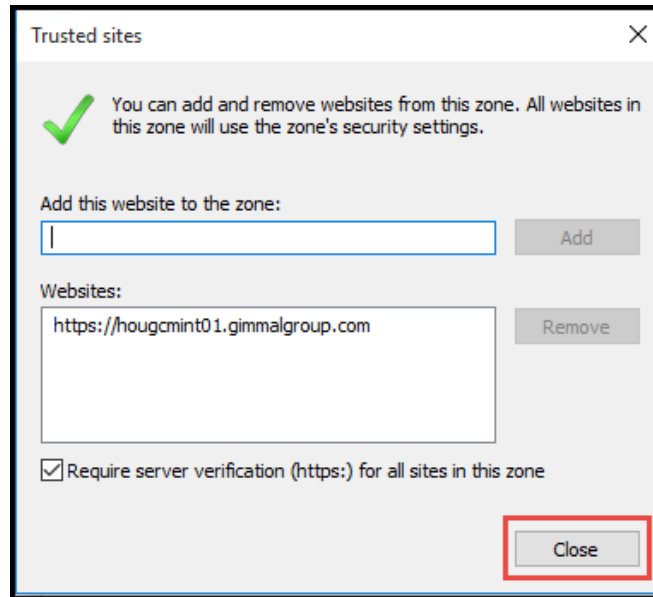 Trusted sites
You can add and remove websites from this zone. All websites in
this zone will use the zone's security settings.
Add this website to the zone:
Add
Websites:
https://hougcmint01.gimmalgroup.com
Remove
Require server verification (https:) for all sites in this zone
Close